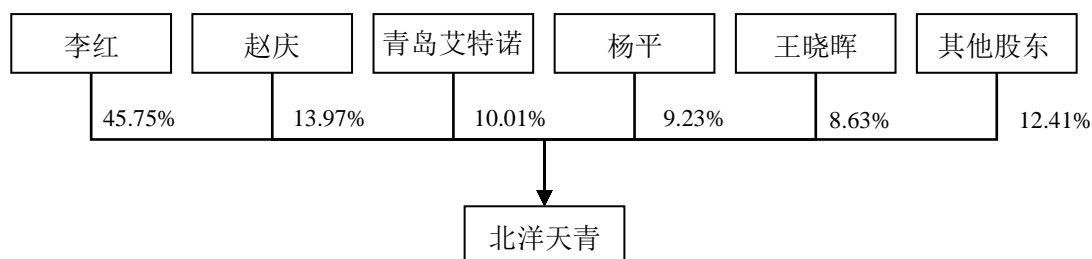 李红 赵庆 青岛艾特诺 杨平 王晓晖 其他股东
45.75% 13.97% 10.01% 9.23% 8.63% 12.41%
北洋天青